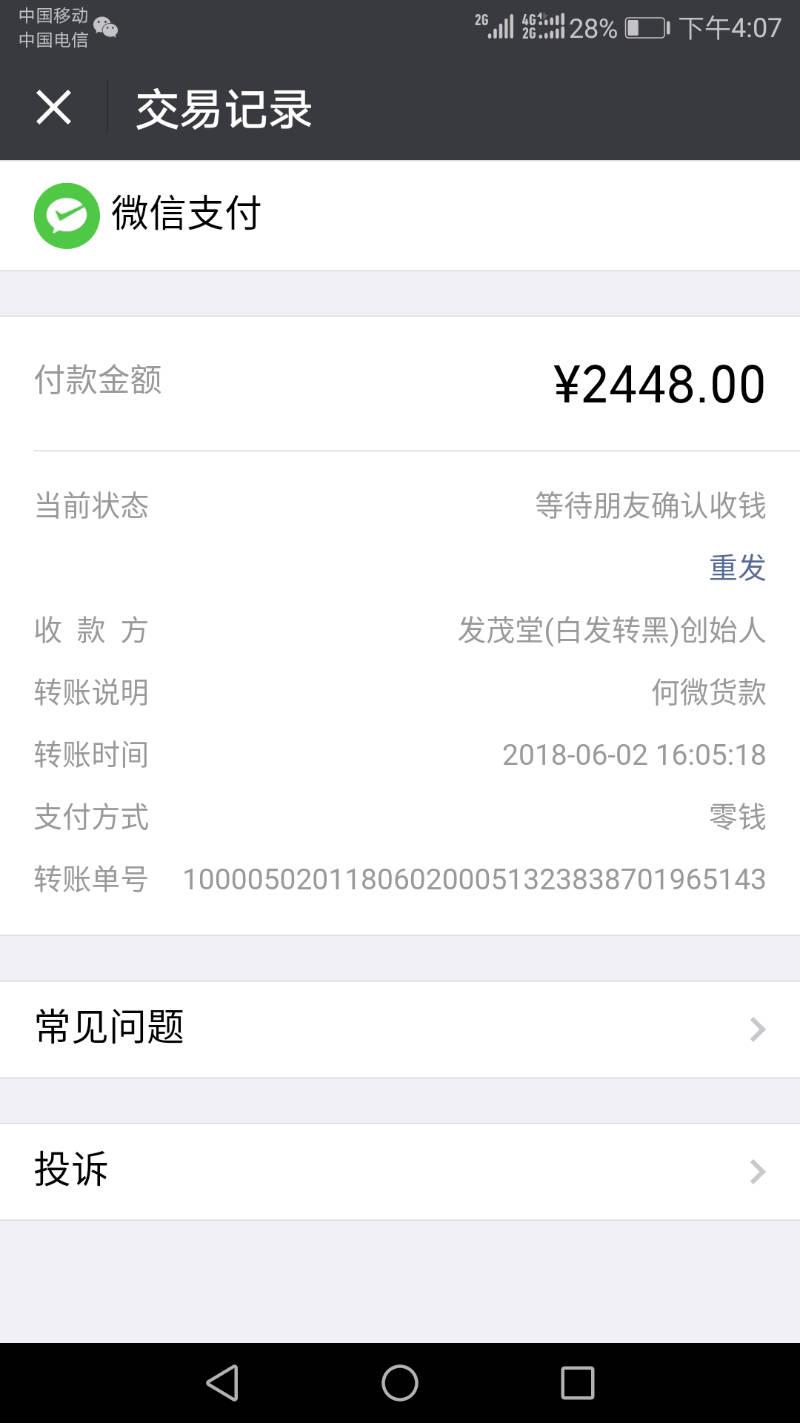 中国移动
中国电信
2G 4G 2G 28% 下午4:07
交易记录
微信支付
付款金额 ¥2448.00
当前状态 等待朋友确认收钱
重发
收款方 发茂堂(白发转黑)创始人
转账说明 何微货款
转账时间 2018-06-02 16:05:18
支付方式 零钱
转账单号 1000050201180602000513238387019​65143
常见问题
投诉